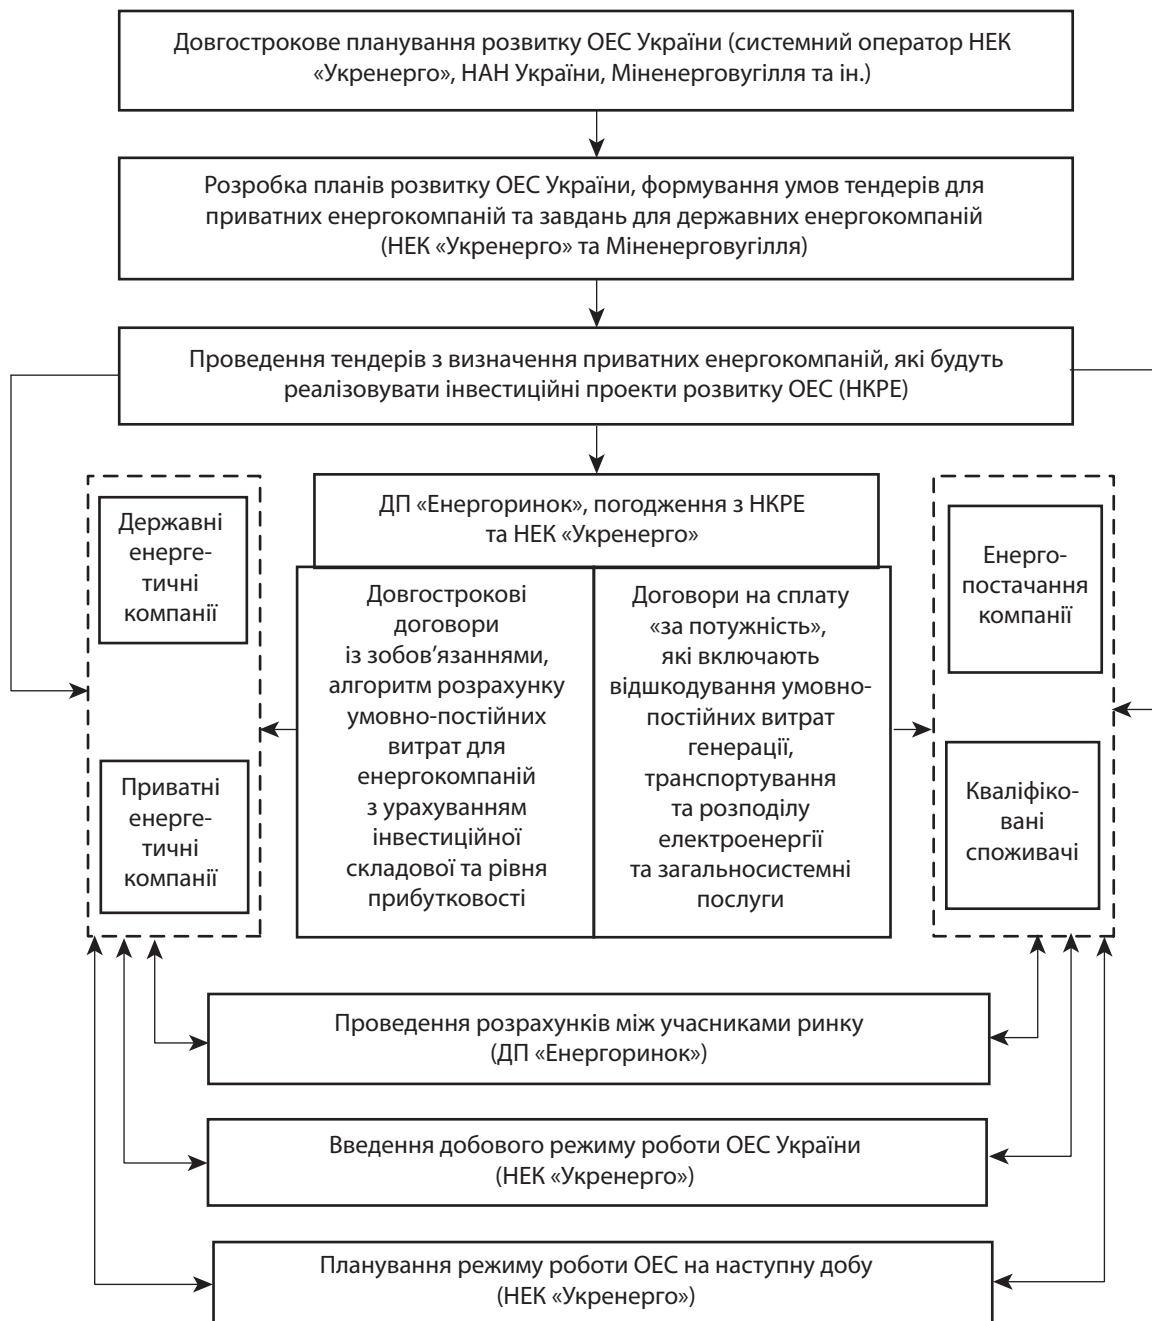 Довгострокове планування розвитку ОЕС України (системний оператор НЕК
«Укренерго», НАН України, Міненерговугілля та ін.)
Розробка планів розвитку ОЕС України, формування умов тендерів для
приватних енергокомпаній та завдань для державних енергокомпаній
(НЕК «Укренерго» та Міненерговугілля)
Проведення тендерів з визначення приватних енергокомпаній, які будуть
реалізовувати інвестиційні проекти розвитку ОЕС (НКРЕ)
ДП «Енергоринок», погодження з НКРЕ
та НЕК «Укренерго»
Державні
енерге-
тичні
компанії
Приватні
енерге-
тичні
компанії
Довгострокові
договори
із зобов’язаннями,
алгоритм розрахунку
умовно-постійних
витрат для
енергокомпаній
з урахуванням
інвестиційної
складової та рівня
прибутковості
Договори на сплату
«за потужність»,
які включають
відшкодування умовно-
постійних витрат
генерації,
транспортування
та розподілу
електроенергії
та загальносистемні
послуги
Енерго-
постачання
компанії
Кваліфіко-
вані
споживачі
Проведення розрахунків між учасниками ринку
(ДП «Енергоринок»)
Введення добового режиму роботи ОЕС України
(НЕК «Укренерго»)
Планування режиму роботи ОЕС на наступну добу
(НЕК «Укренерго»)